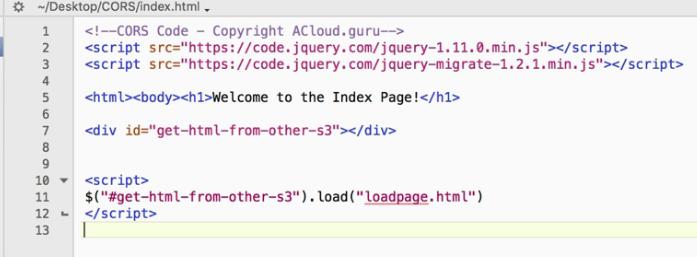 ~/Desktop/CORS/index.html
1 <!--CORS Code - Copyright ACloud.guru-->
2 <script src="https://code.jquery.com/jquery-1.11.0.min.js"></script>
3 <script src="https://code.jquery.com/jquery-migrate-1.2.1.min.js"></script>
4
5 <html><body><h1>Welcome to the Index Page!</h1>
6
7 <div id="get-html-from-other-s3"></div>
8
9
10 <script>
11 $("#get-html-from-other-s3").load("loadpage.html")
12 </script>
13